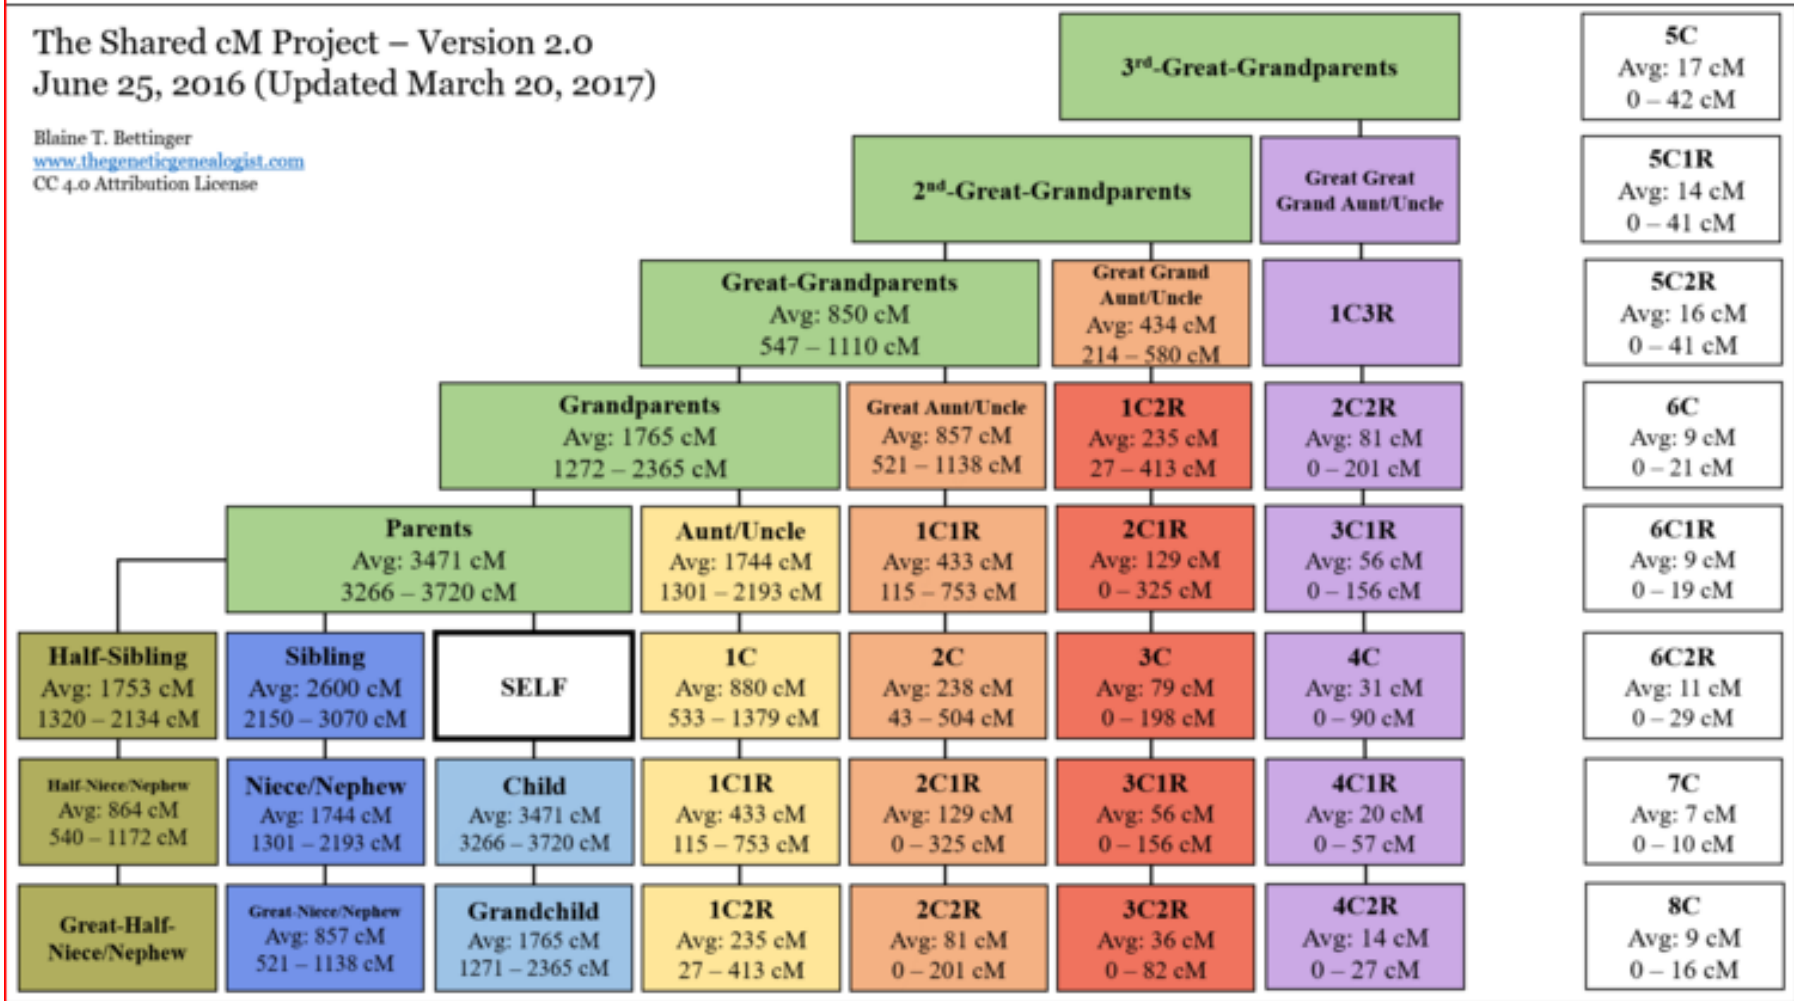 The Shared cM Project – Version 2.0
June 25, 2016 (Updated March 20, 2017)
Blaine T. Bettinger
www.thegeneticgenealogist.com
CC 4.0 Attribution License
3rd-Great-Grandparents
5C
Avg: 17 cM
0 – 42 cM
2nd-Great-Grandparents
Great Great
Grand Aunt/Uncle
5C1R
Avg: 14 cM
0 – 41 cM
Great-Grandparents
Avg: 850 cM
547 – 1110 cM
Great Grand
Aunt/Uncle
Avg: 434 cM
214 – 580 cM
1C3R
5C2R
Avg: 16 cM
0 – 41 cM
Grandparents
Avg: 1765 cM
1272 – 2365 cM
Great Aunt/Uncle
Avg: 857 cM
521 – 1138 cM
1C2R
Avg: 235 cM
27 – 413 cM
2C2R
Avg: 81 cM
0 – 201 cM
6C
Avg: 9 cM
0 – 21 cM
Parents
Avg: 3471 cM
3266 – 3720 cM
Aunt/Uncle
Avg: 1744 cM
1301 – 2193 cM
1C1R
Avg: 433 cM
115 – 753 cM
2C1R
Avg: 129 cM
0 – 325 cM
3C1R
Avg: 56 cM
0 – 156 cM
6C1R
Avg: 9 cM
0 – 19 cM
Half-Sibling
Avg: 1753 cM
1320 – 2134 cM
Sibling
Avg: 2600 cM
2150 – 3070 cM
SELF
1C
Avg: 880 cM
533 – 1379 cM
2C
Avg: 238 cM
43 – 504 cM
3C
Avg: 79 cM
0 – 198 cM
4C
Avg: 31 cM
0 – 90 cM
6C2R
Avg: 11 cM
0 – 29 cM
Half-Niece/Nephew
Avg: 864 cM
540 – 1172 cM
Niece/Nephew
Avg: 1744 cM
1301 – 2193 cM
Child
Avg: 3471 cM
3266 – 3720 cM
1C1R
Avg: 433 cM
115 – 753 cM
2C1R
Avg: 129 cM
0 – 325 cM
3C1R
Avg: 56 cM
0 – 156 cM
4C1R
Avg: 20 cM
0 – 57 cM
7C
Avg: 7 cM
0 – 10 cM
Great-Half-
Niece/Nephew
Great-Niece/Nephew
Avg: 857 cM
521 – 1138 cM
Grandchild
Avg: 1765 cM
1271 – 2365 cM
1C2R
Avg: 235 cM
27 – 413 cM
2C2R
Avg: 81 cM
0 – 201 cM
3C2R
Avg: 36 cM
0 – 82 cM
4C2R
Avg: 14 cM
0 – 27 cM
8C
Avg: 9 cM
0 – 16 cM